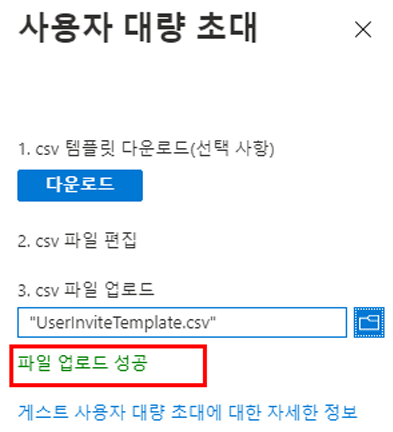 사용자 대량 초대
1. csv 템플릿 다운로드(선택 사항)
다운로드
2. csv 파일 편집
3. csv 파일 업로드
"UserInviteTemplate.csv"
파일 업로드 성공
게스트 사용자 대량 초대에 대한 자세한 정보